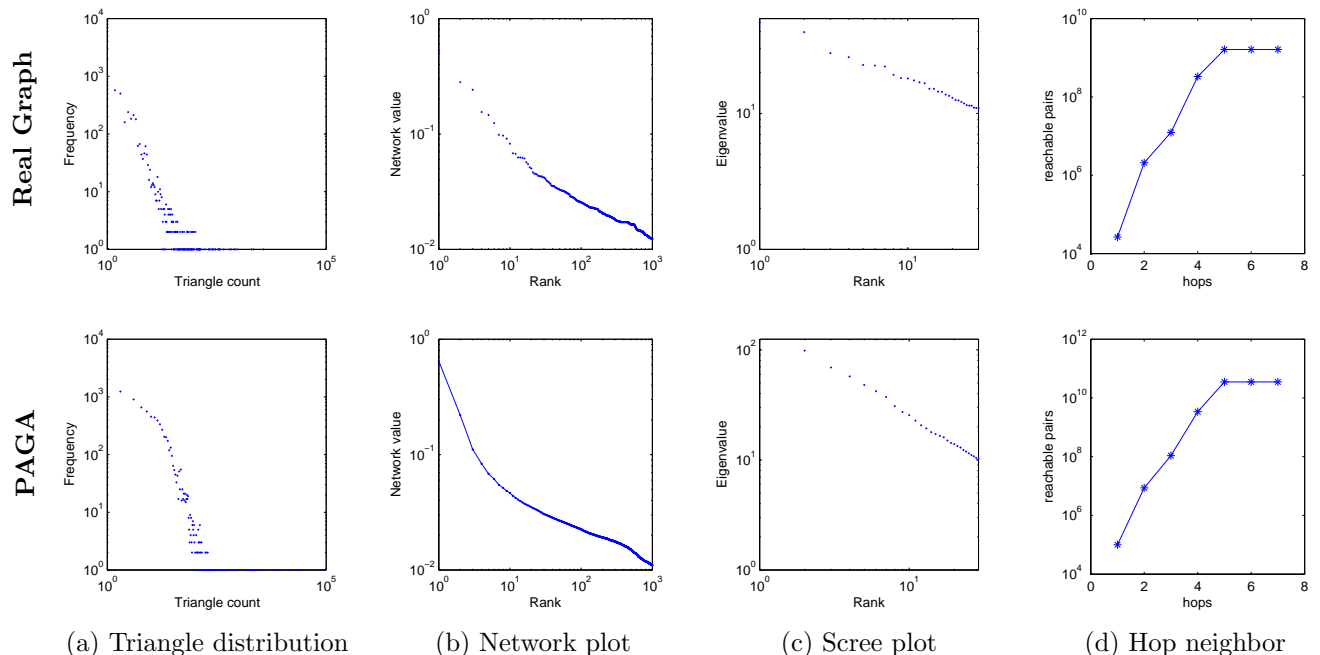 Real Graph
10^4
10^3
10^2
10^1
10^0
Frequency
10^0
10^5
Triangle count
10^0
10^-1
10^-2
Network value
10^0
10^1
10^2
10^3
Rank
10^1
10^0
Eigenvalue
10^0
10^1
Rank
10^10
10^8
10^6
10^4
reachable pairs
0
2
4
6
8
hops
PAGA
10^4
10^3
10^2
10^1
10^0
Frequency
10^0
10^5
Triangle count
10^0
10^-1
10^-2
Network value
10^0
10^1
10^2
10^3
Rank
10^2
10^1
10^0
Eigenvalue
10^0
10^1
Rank
10^12
10^10
10^8
10^6
10^4
reachable pairs
0
2
4
6
8
hops
(a) Triangle distribution
(b) Network plot
(c) Scree plot
(d) Hop neighbor